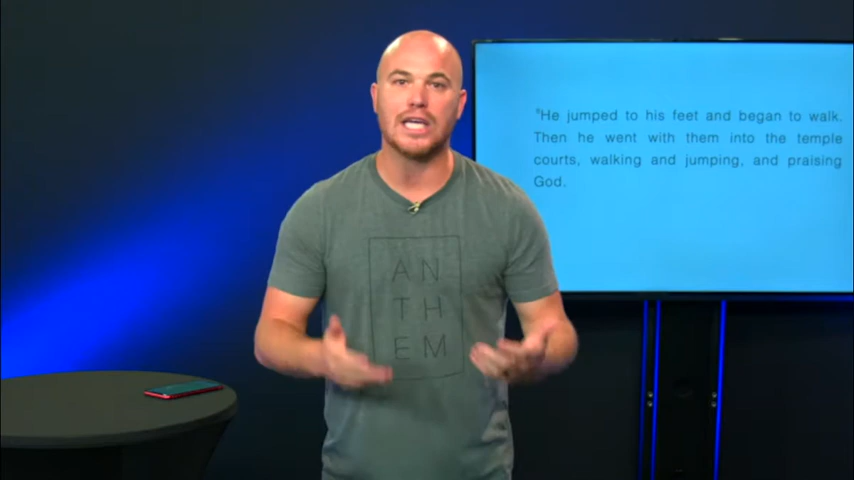 ⁸He jumped to his feet and began to walk.
Then he went with them into the temple
courts, walking and jumping, and praising
God.
AN
TH
EM